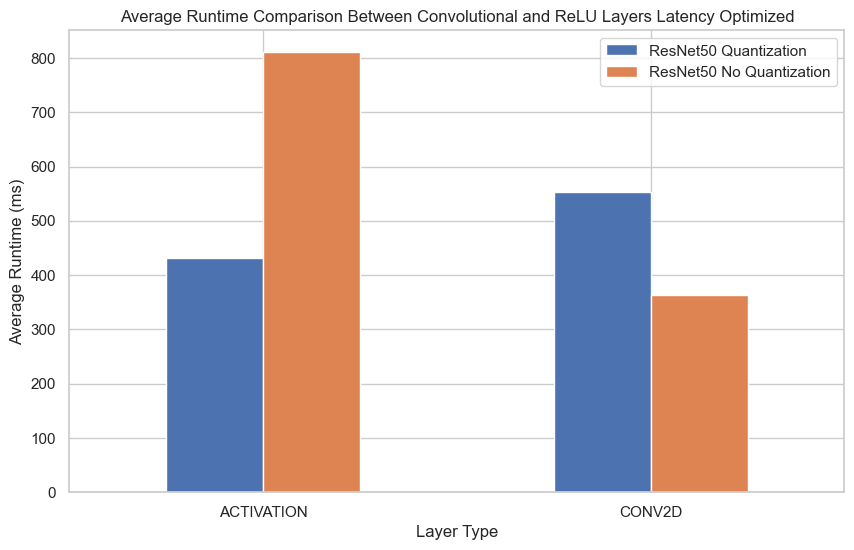 Average Runtime Comparison Between Convolutional and ReLU Layers Latency Optimized
ResNet50 Quantization
ResNet50 No Quantization
Average Runtime (ms)
800
700
600
500
400
300
200
100
0
ACTIVATION
CONV2D
Layer Type